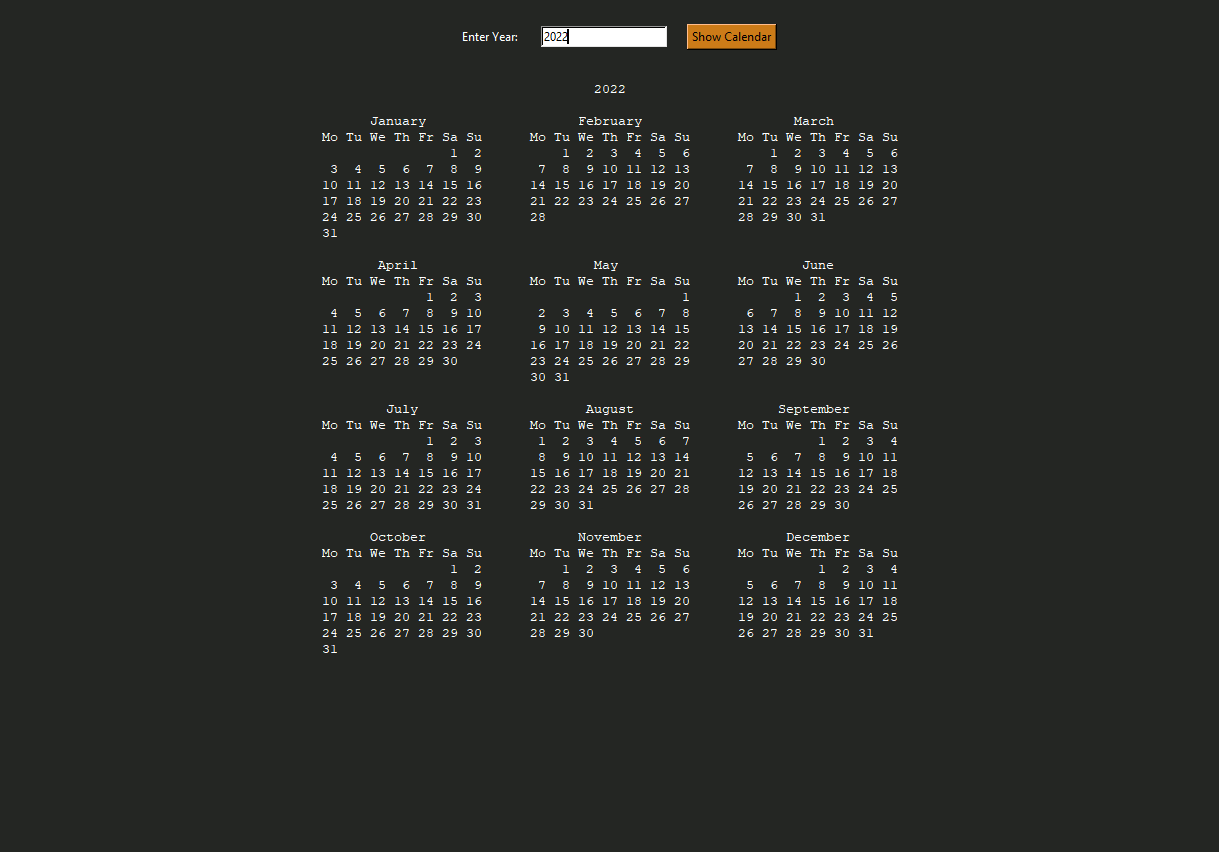 Enter Year: 2022 Show Calendar
2022
January February March
Mo Tu We Th Fr Sa Su Mo Tu We Th Fr Sa Su Mo Tu We Th Fr Sa Su
1 2 1 2 3 4 5 6 1 2 3 4 5 6
3 4 5 6 7 8 9 7 8 9 10 11 12 13 7 8 9 10 11 12 13
10 11 12 13 14 15 16 14 15 16 17 18 19 20 14 15 16 17 18 19 20
17 18 19 20 21 22 23 21 22 23 24 25 26 27 21 22 23 24 25 26 27
24 25 26 27 28 29 30 28 28 29 30 31
31
April May June
Mo Tu We Th Fr Sa Su Mo Tu We Th Fr Sa Su Mo Tu We Th Fr Sa Su
1 2 3 1 1 2 3 4 5
4 5 6 7 8 9 10 2 3 4 5 6 7 8 6 7 8 9 10 11 12
11 12 13 14 15 16 17 9 10 11 12 13 14 15 13 14 15 16 17 18 19
18 19 20 21 22 23 24 16 17 18 19 20 21 22 20 21 22 23 24 25 26
25 26 27 28 29 30 23 24 25 26 27 28 29 27 28 29 30
30 31
July August September
Mo Tu We Th Fr Sa Su Mo Tu We Th Fr Sa Su Mo Tu We Th Fr Sa Su
1 2 3 1 2 3 4 5 6 7 1 2 3 4
4 5 6 7 8 9 10 8 9 10 11 12 13 14 5 6 7 8 9 10 11
11 12 13 14 15 16 17 15 16 17 18 19 20 21 12 13 14 15 16 17 18
18 19 20 21 22 23 24 22 23 24 25 26 27 28 19 20 21 22 23 24 25
25 26 27 28 29 30 31 29 30 31 26 27 28 29 30
October November December
Mo Tu We Th Fr Sa Su Mo Tu We Th Fr Sa Su Mo Tu We Th Fr Sa Su
1 2 1 2 3 4 5 6 1 2 3 4
3 4 5 6 7 8 9 7 8 9 10 11 12 13 5 6 7 8 9 10 11
10 11 12 13 14 15 16 14 15 16 17 18 19 20 12 13 14 15 16 17 18
17 18 19 20 21 22 23 21 22 23 24 25 26 27 19 20 21 22 23 24 25
24 25 26 27 28 29 30 28 29 30 26 27 28 29 30 31
31